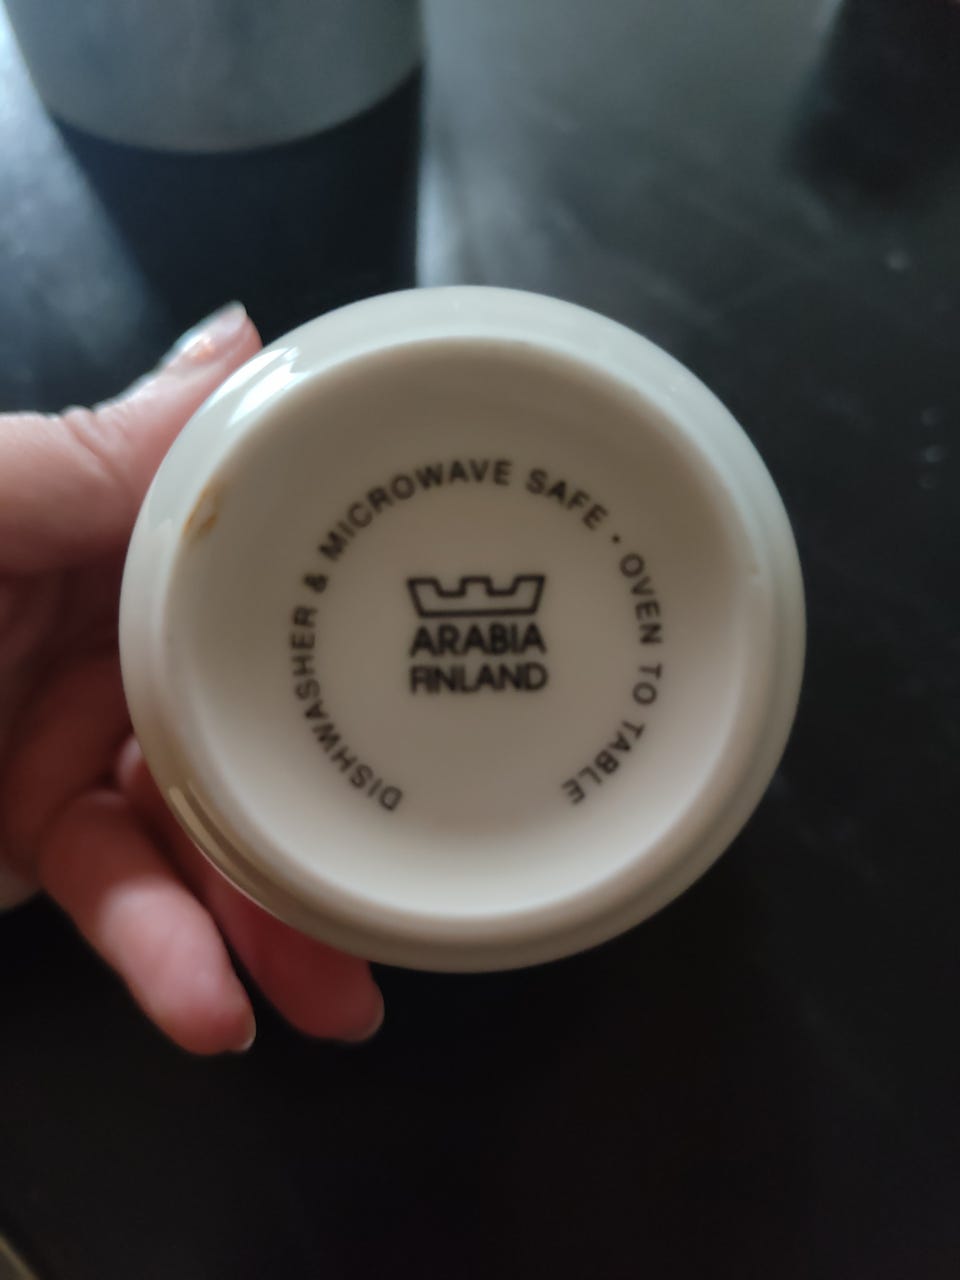 DISHWASHER & MICROWAVE SAFE · OVEN TO TABLE
ARABIA
FINLAND